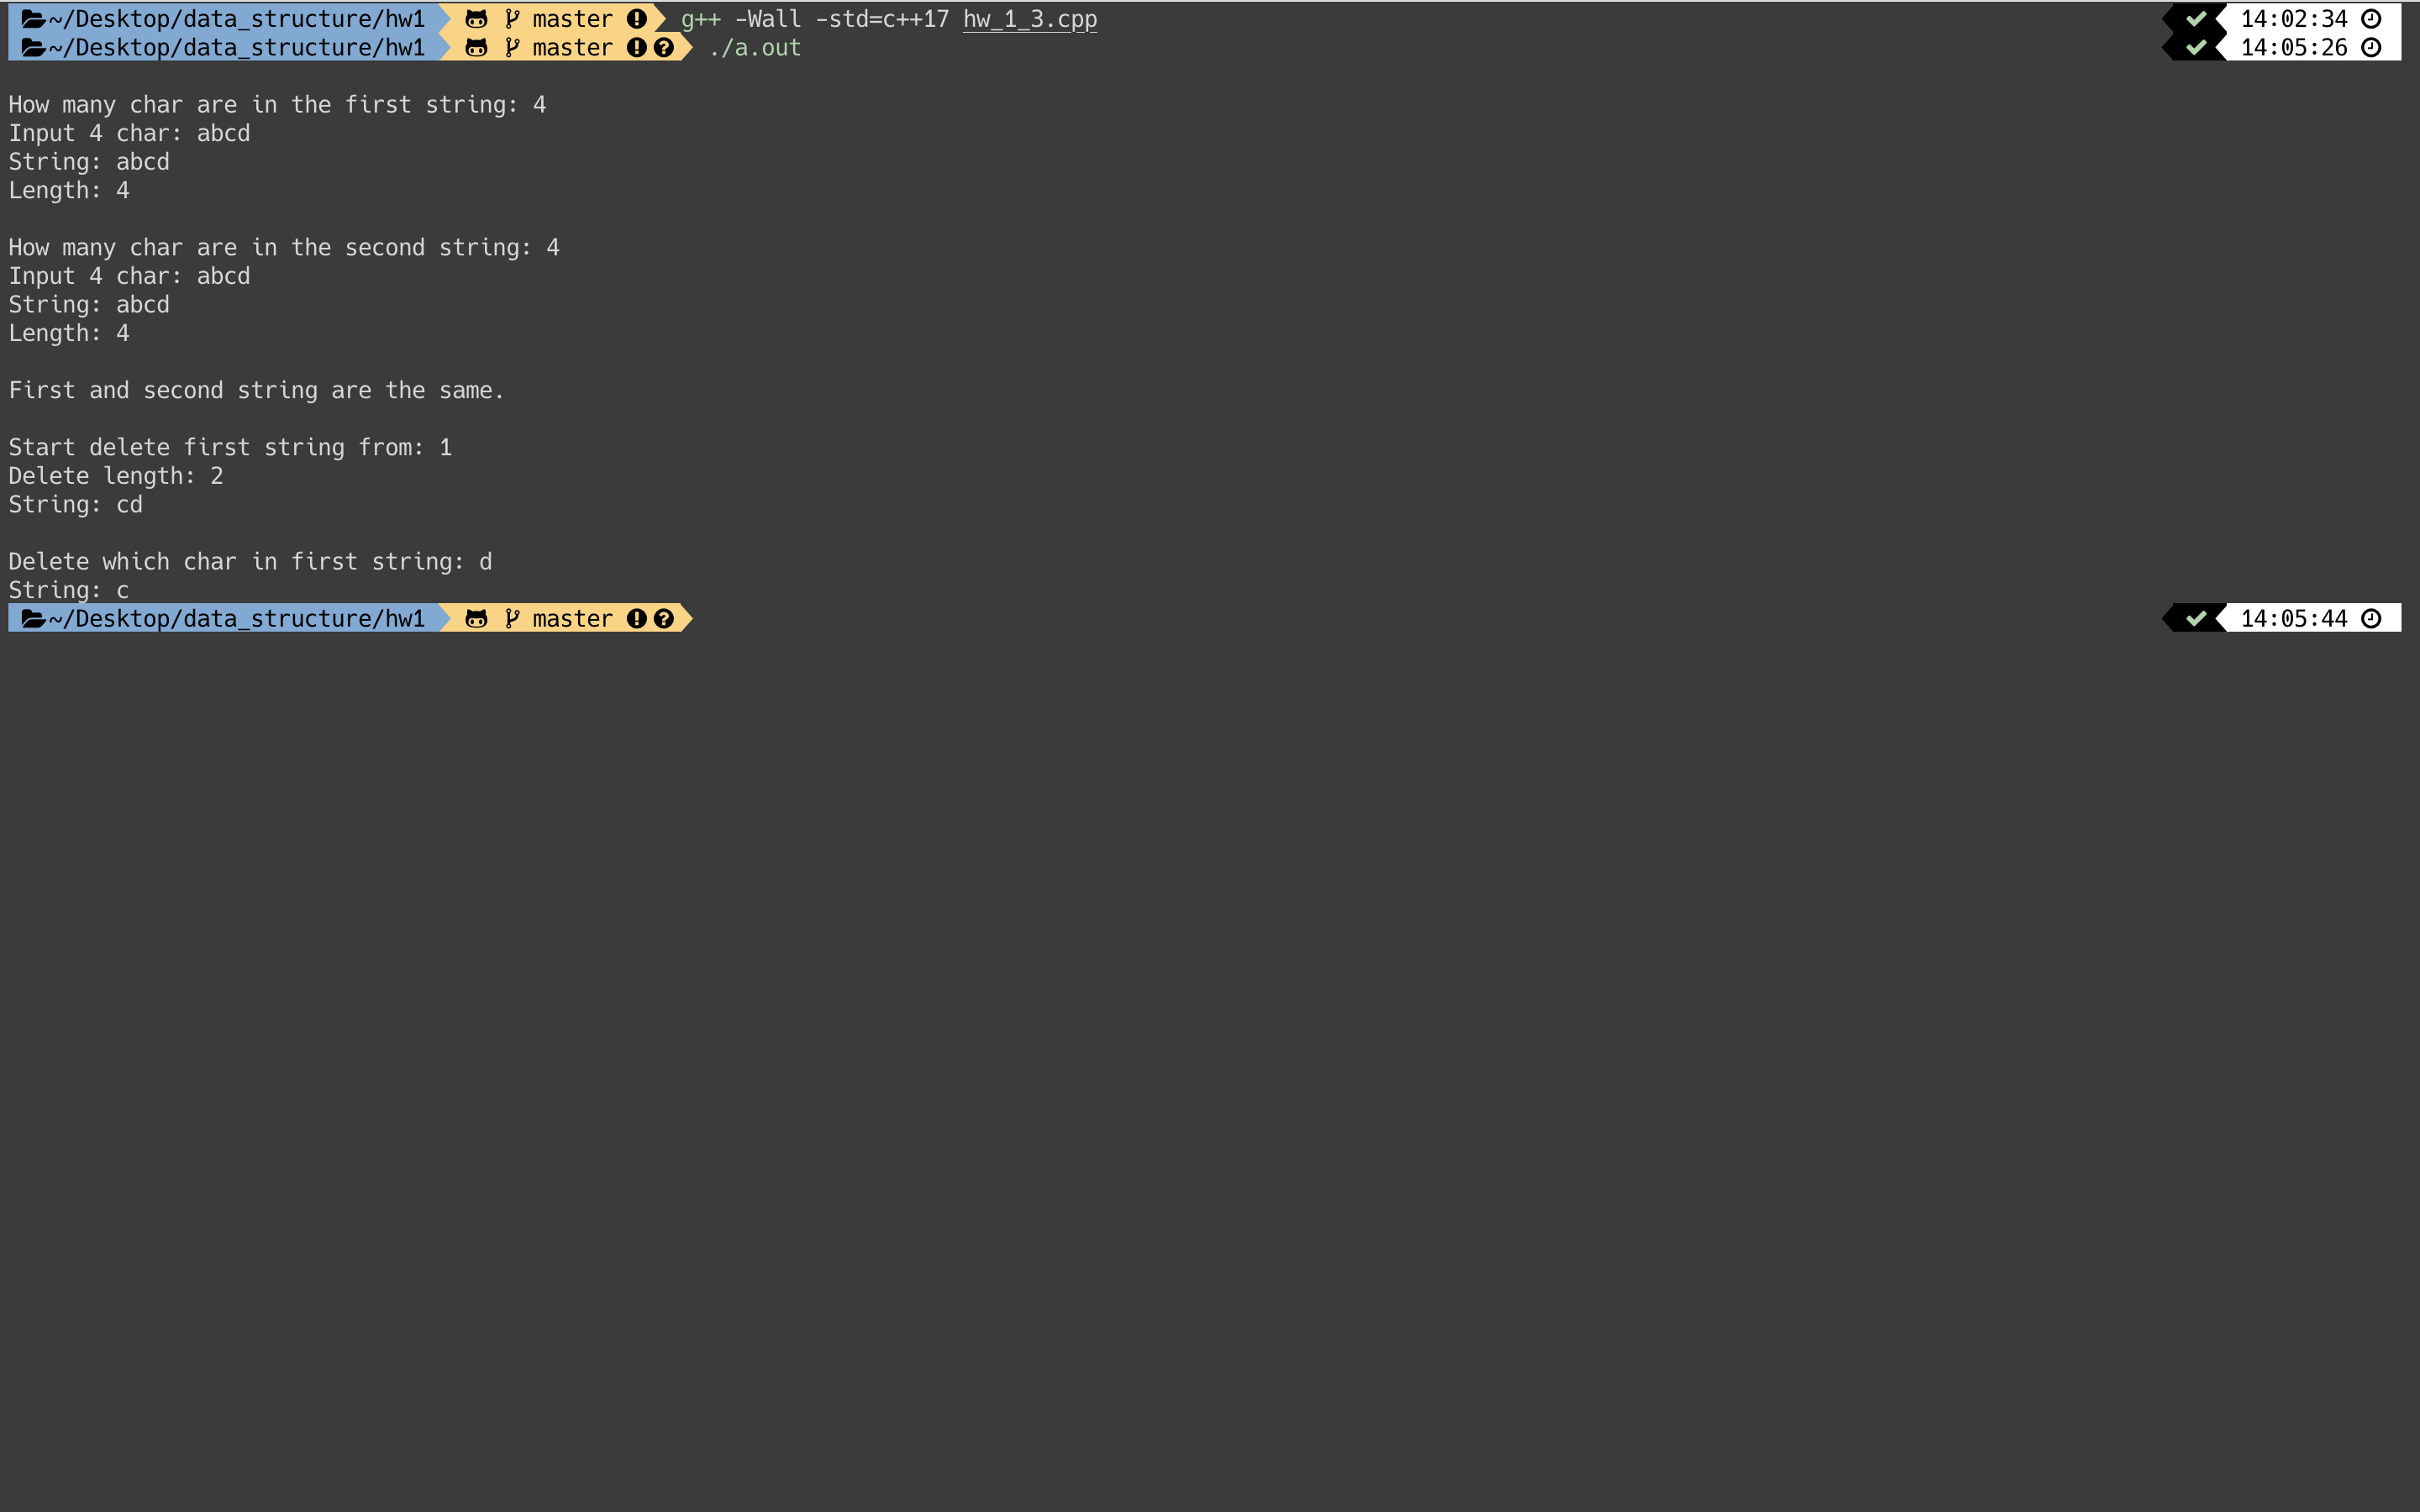 ~/Desktop/data_structure/hw1 master g++ -Wall -std=c++17 hw_1_3.cpp 14:02:34
~/Desktop/data_structure/hw1 master ./a.out 14:05:26
How many char are in the first string: 4
Input 4 char: abcd
String: abcd
Length: 4
How many char are in the second string: 4
Input 4 char: abcd
String: abcd
Length: 4
First and second string are the same.
Start delete first string from: 1
Delete length: 2
String: cd
Delete which char in first string: d
String: c
~/Desktop/data_structure/hw1 master 14:05:44